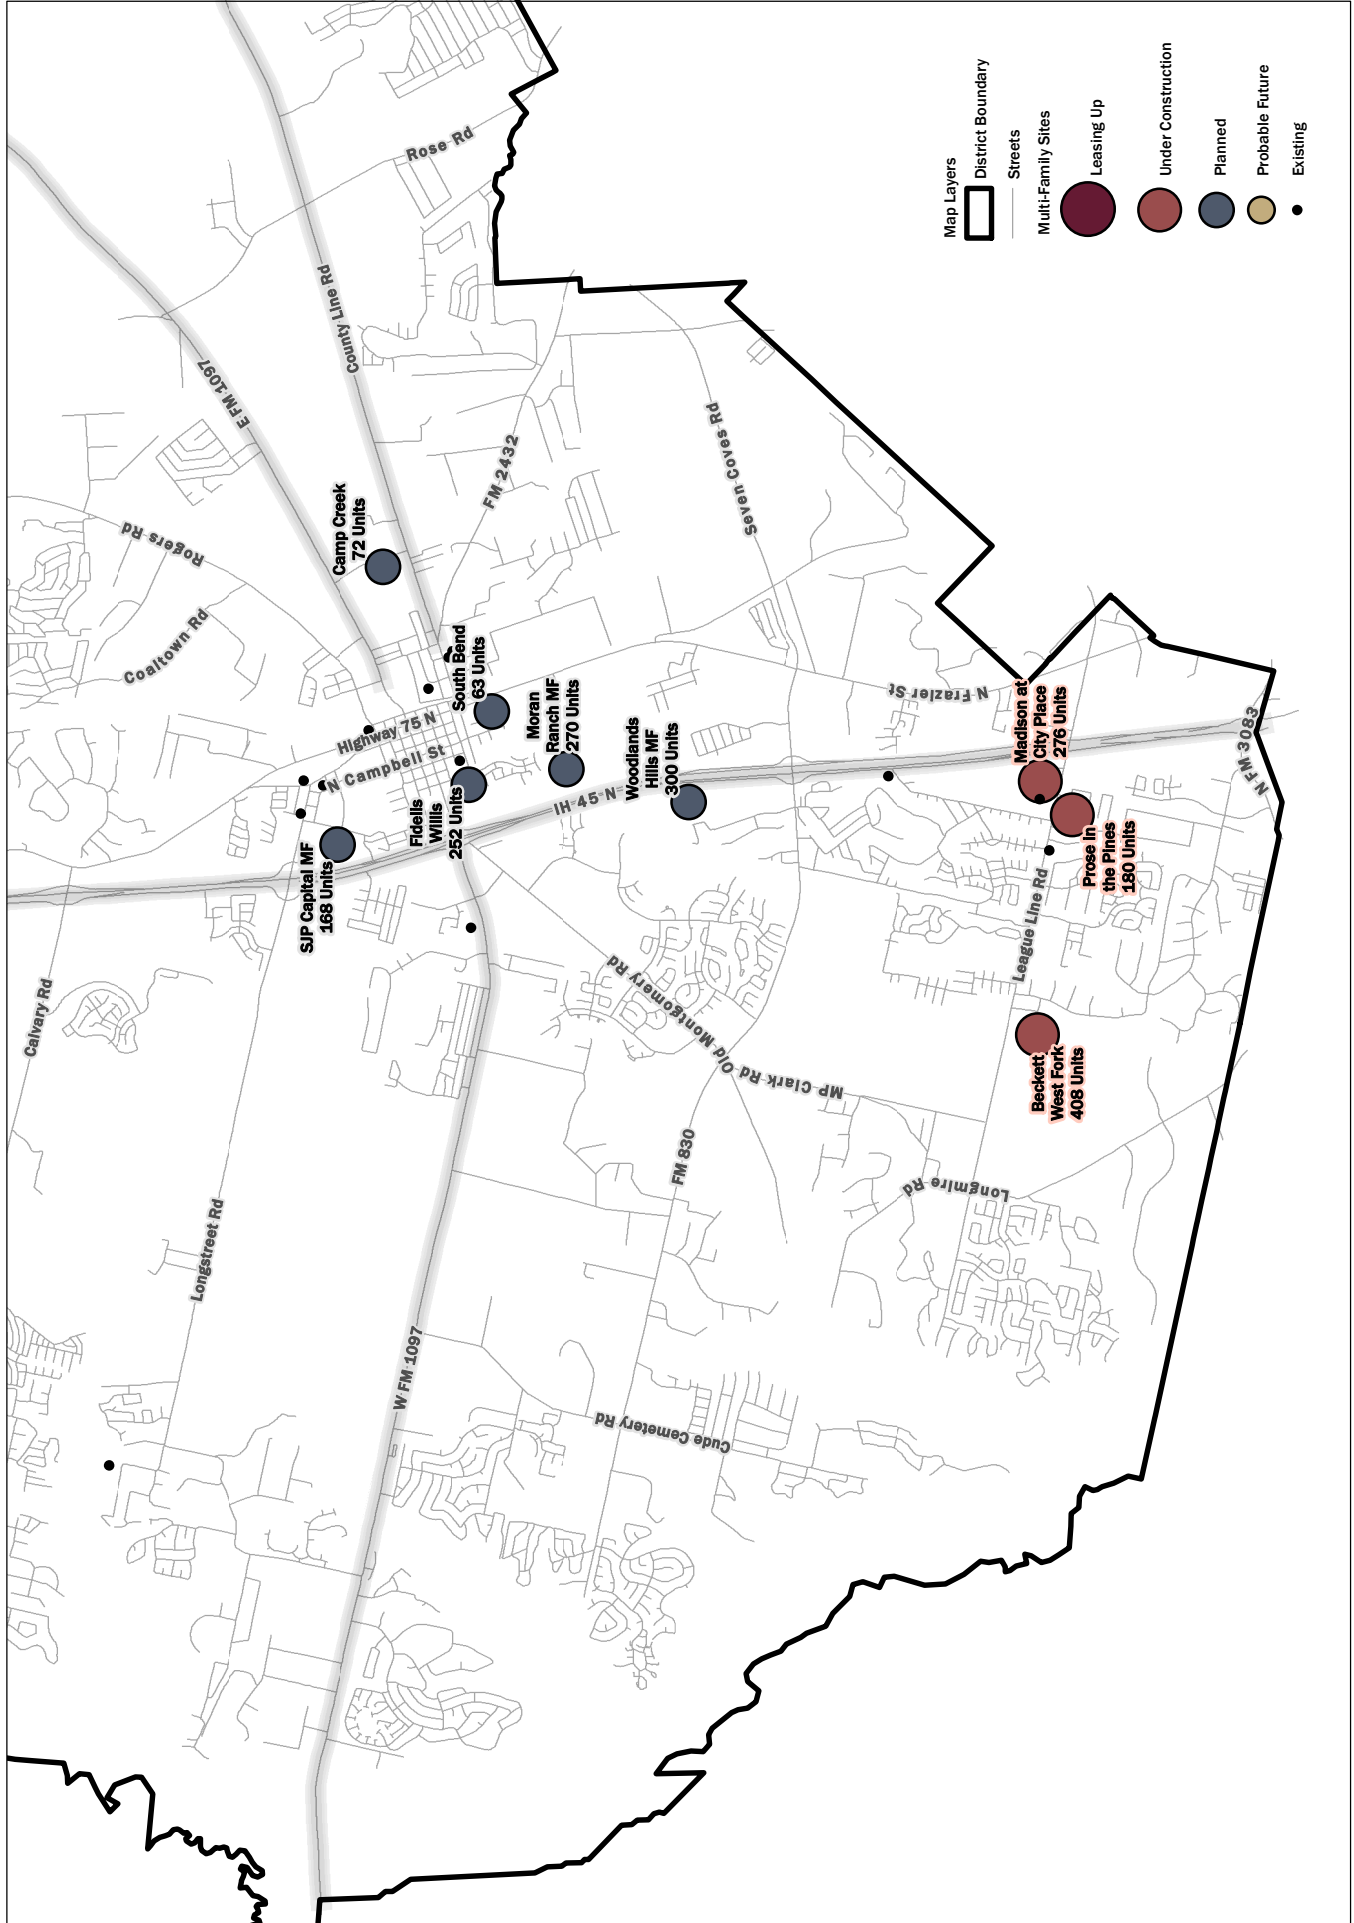 Map Layers
District Boundary
Streets
Multi-Family Sites
Leasing Up
Under Construction
Planned
Probable Future
Existing
Rose Rd
County Line Rd
E FM 1097
Rogers Rd
Coaltown Rd
FM 2432
Seven Coves Rd
Camp Creek
72 Units
South Bend
63 Units
Moran
Ranch MF
270 Units
Woodlands
Hills MF
300 Units
Highway 75 N
N Campbell St
Fidelis
Willis
252 Units
SJP Capital MF
168 Units
IH 45 N
N Frazier St
Madison at
City Place
276 Units
N FM 3083
Prose in
the Pines
180 Units
League Line Rd
Beckett
West Fork
408 Units
Calvary Rd
Old Montgomery Rd
MP Clark Rd
FM 830
Longmire Rd
Longstreet Rd
W FM 1097
Cude Cemetery Rd